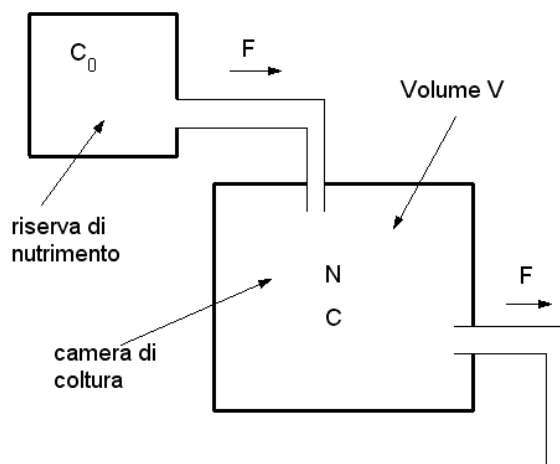 C₀
F
Volume V
riserva di
nutrimento
N
C
F
camera di
coltura